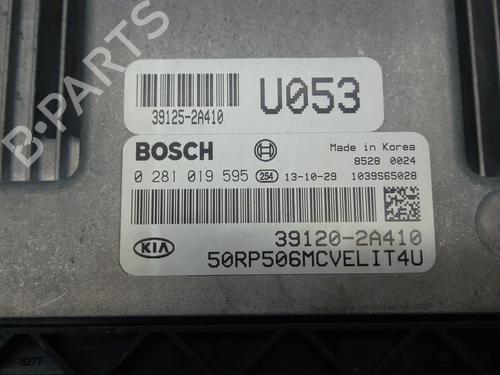 B-PARTS
39125-2A410
U053
BOSCH
Made in Korea
8528 0024
0 281 019 595 254 13-10-29 1039S65028
39120-2A410
KIA
50RP506MCVELIT4U